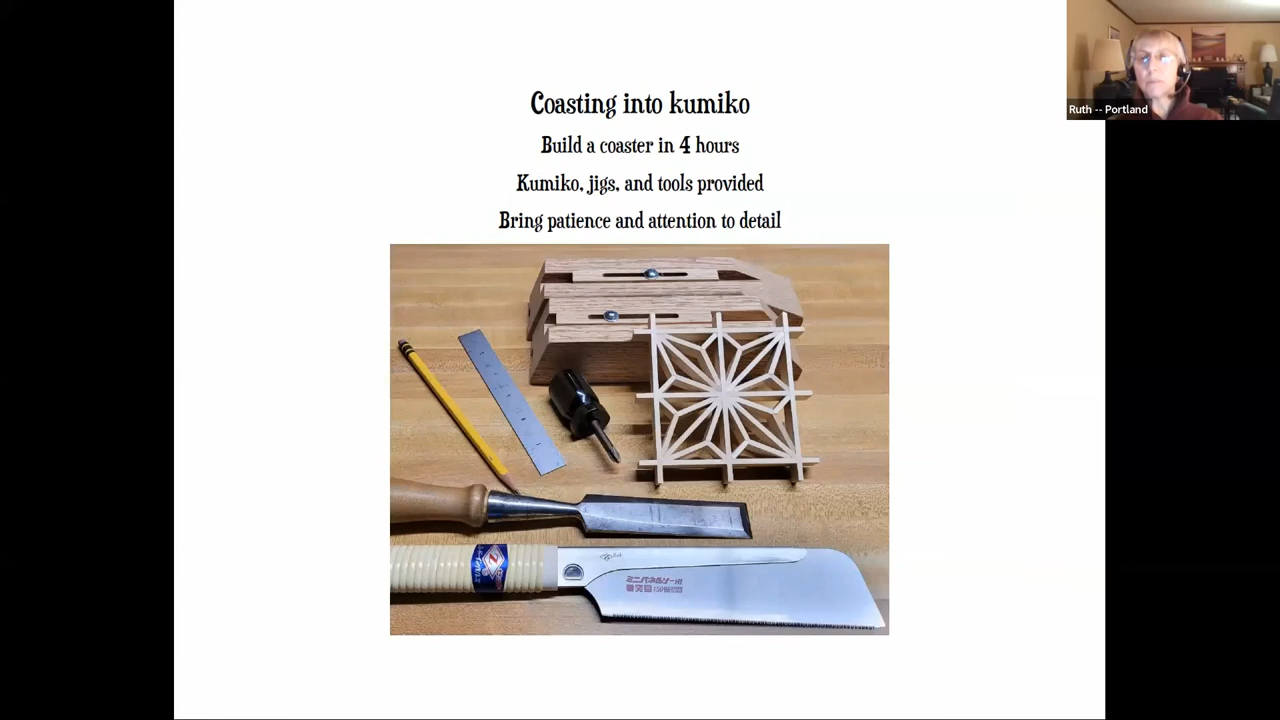 Coasting into kumiko
Build a coaster in 4 hours
Kumiko, jigs, and tools provided
Bring patience and attention to detail
Ruth -- Portland
ミニパネルソー
150